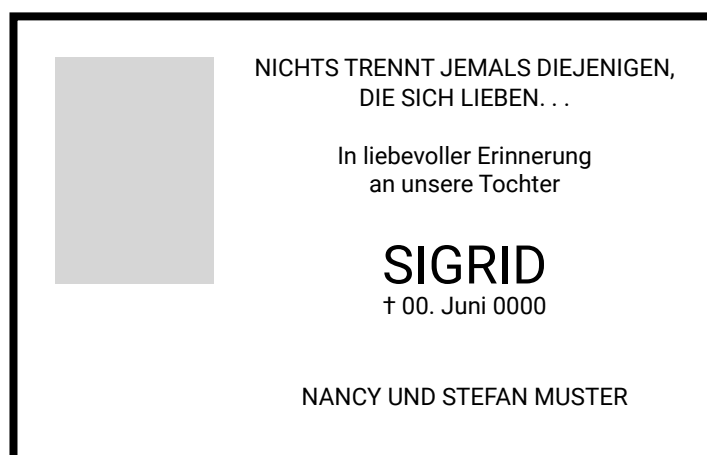 NICHTS TRENNT JEMALS DIEJENIGEN,
DIE SICH LIEBEN. . .
In liebevoller Erinnerung
an unsere Tochter
SIGRID
† 00. Juni 0000
NANCY UND STEFAN MUSTER